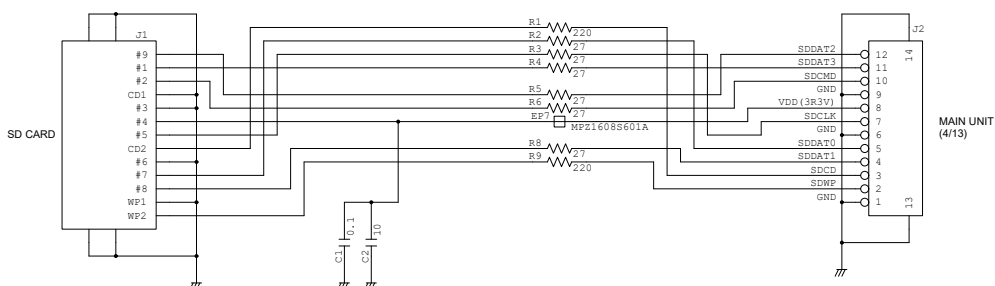 J1
SD CARD
#9
#1
#2
CD1
#3
#4
#5
CD2
#6
#7
#8
WP1
WP2
R1
220
R2
27
R3
27
R4
27
R5
27
R6
27
EP7
MPZ1608S601A
R8
27
R9
220
C1
0.1
C2
10
J2
14
SDDAT2 12
SDDAT3 11
SDCMD 10
GND 9
VDD(3R3V) 8
SDCLK 7
GND 6
SDDAT0 5
SDDAT1 4
SDCD 3
SDWP 2
GND 1
13
MAIN UNIT
(4/13)